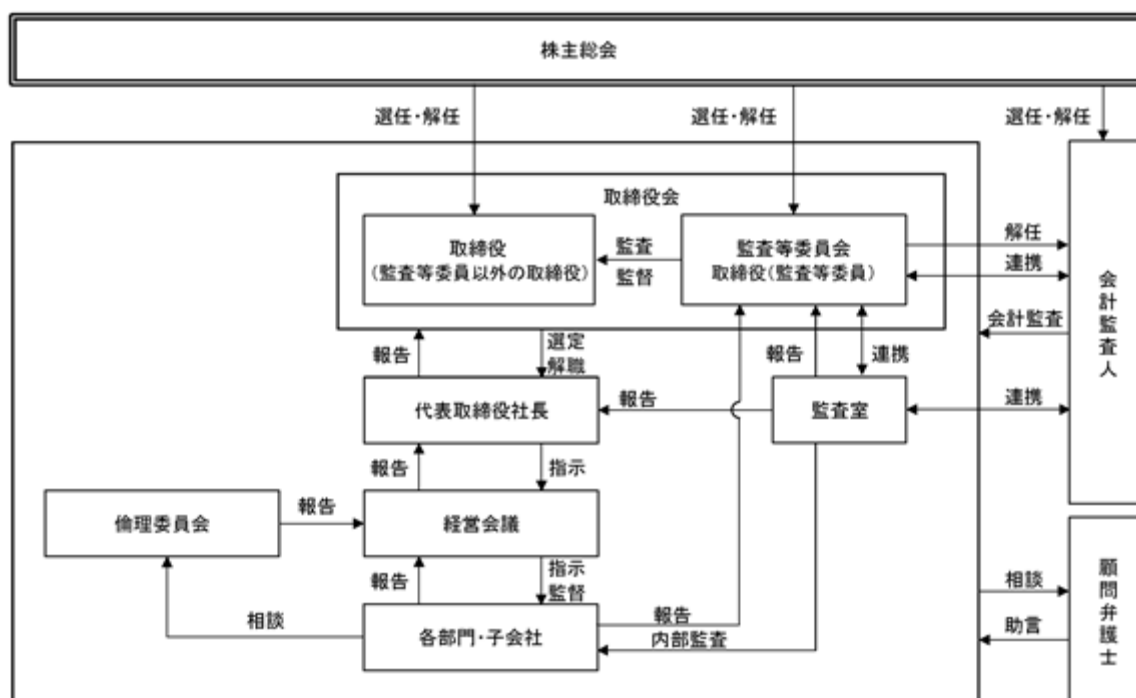 株主総会
選任・解任
選任・解任
選任・解任
取締役会
取締役
(監査等委員以外の取締役)
監査
監督
監査等委員会
取締役(監査等委員)
解任
連携
会計監査
会計監査人
報告
選定
解職
報告
連携
代表取締役社長
報告
監査室
連携
報告
指示
倫理委員会
報告
経営会議
報告
指示
監督
相談
各部門・子会社
報告
内部監査
相談
助言
顧問弁護士